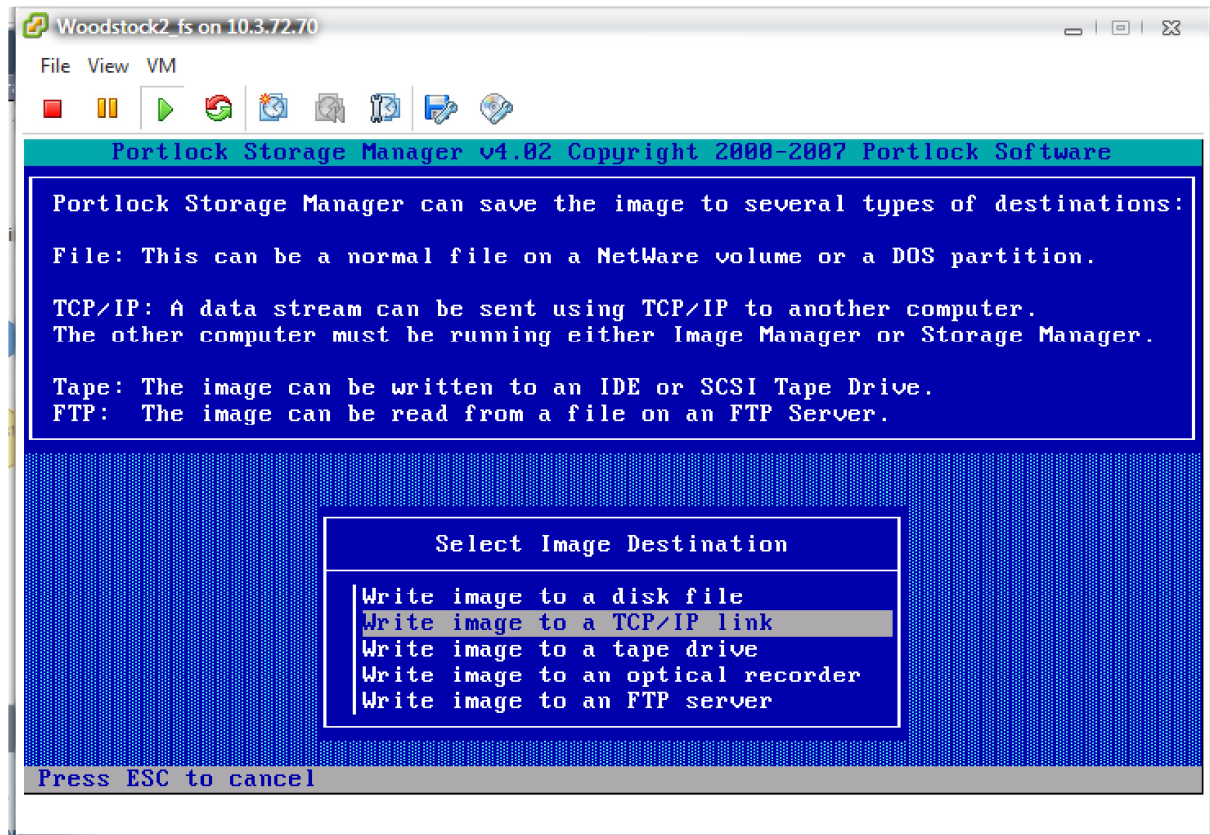 Woodstock2_fs on 10.3.72.70
File View VM
Portlock Storage Manager v4.02 Copyright 2000-2007 Portlock Software
Portlock Storage Manager can save the image to several types of destinations:
File: This can be a normal file on a NetWare volume or a DOS partition.
TCP/IP: A data stream can be sent using TCP/IP to another computer.
The other computer must be running either Image Manager or Storage Manager.
Tape: The image can be written to an IDE or SCSI Tape Drive.
FTP: The image can be read from a file on an FTP Server.
Select Image Destination
Write image to a disk file
Write image to a TCP/IP link
Write image to a tape drive
Write image to an optical recorder
Write image to an FTP server
Press ESC to cancel